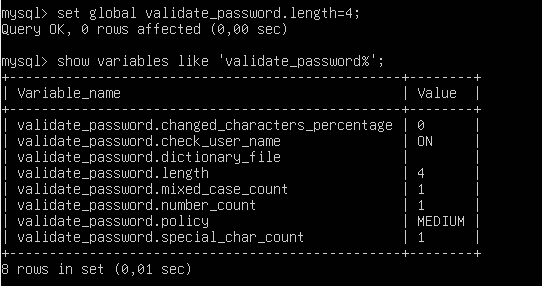 mysql> set global validate_password.length=4;
Query OK, 0 rows affected (0,00 sec)
mysql> show variables like 'validate_password%';
+-------------------------------------------------+--------+
| Variable_name | Value |
+-------------------------------------------------+--------+
| validate_password.changed_characters_percentage | 0 |
| validate_password.check_user_name | ON |
| validate_password.dictionary_file | |
| validate_password.length | 4 |
| validate_password.mixed_case_count | 1 |
| validate_password.number_count | 1 |
| validate_password.policy | MEDIUM |
| validate_password.special_char_count | 1 |
+-------------------------------------------------+--------+
8 rows in set (0,01 sec)